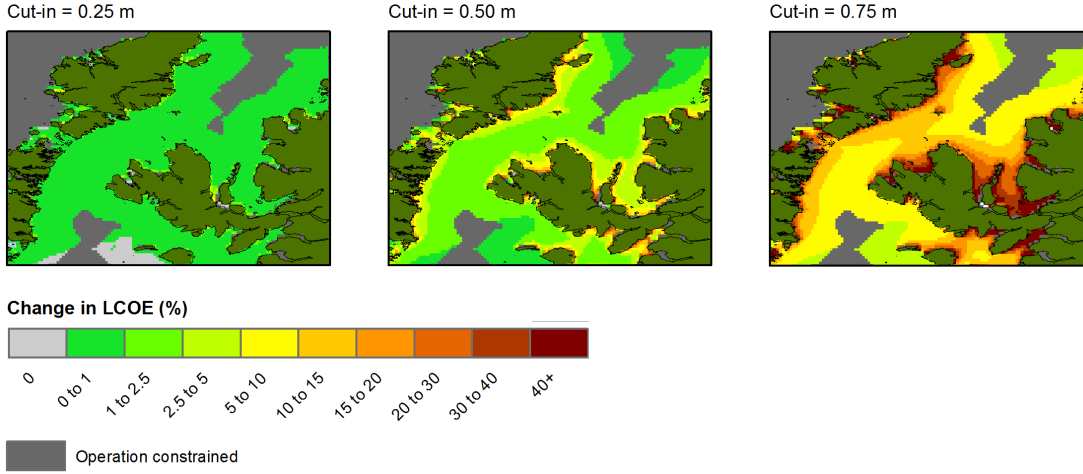 Cut-in = 0.25 m
Cut-in = 0.50 m
Cut-in = 0.75 m
Change in LCOE (%)
0
0 to 1
1 to 2.5
2.5 to 5
5 to 10
10 to 15
15 to 20
20 to 30
30 to 40
40+
Operation constrained